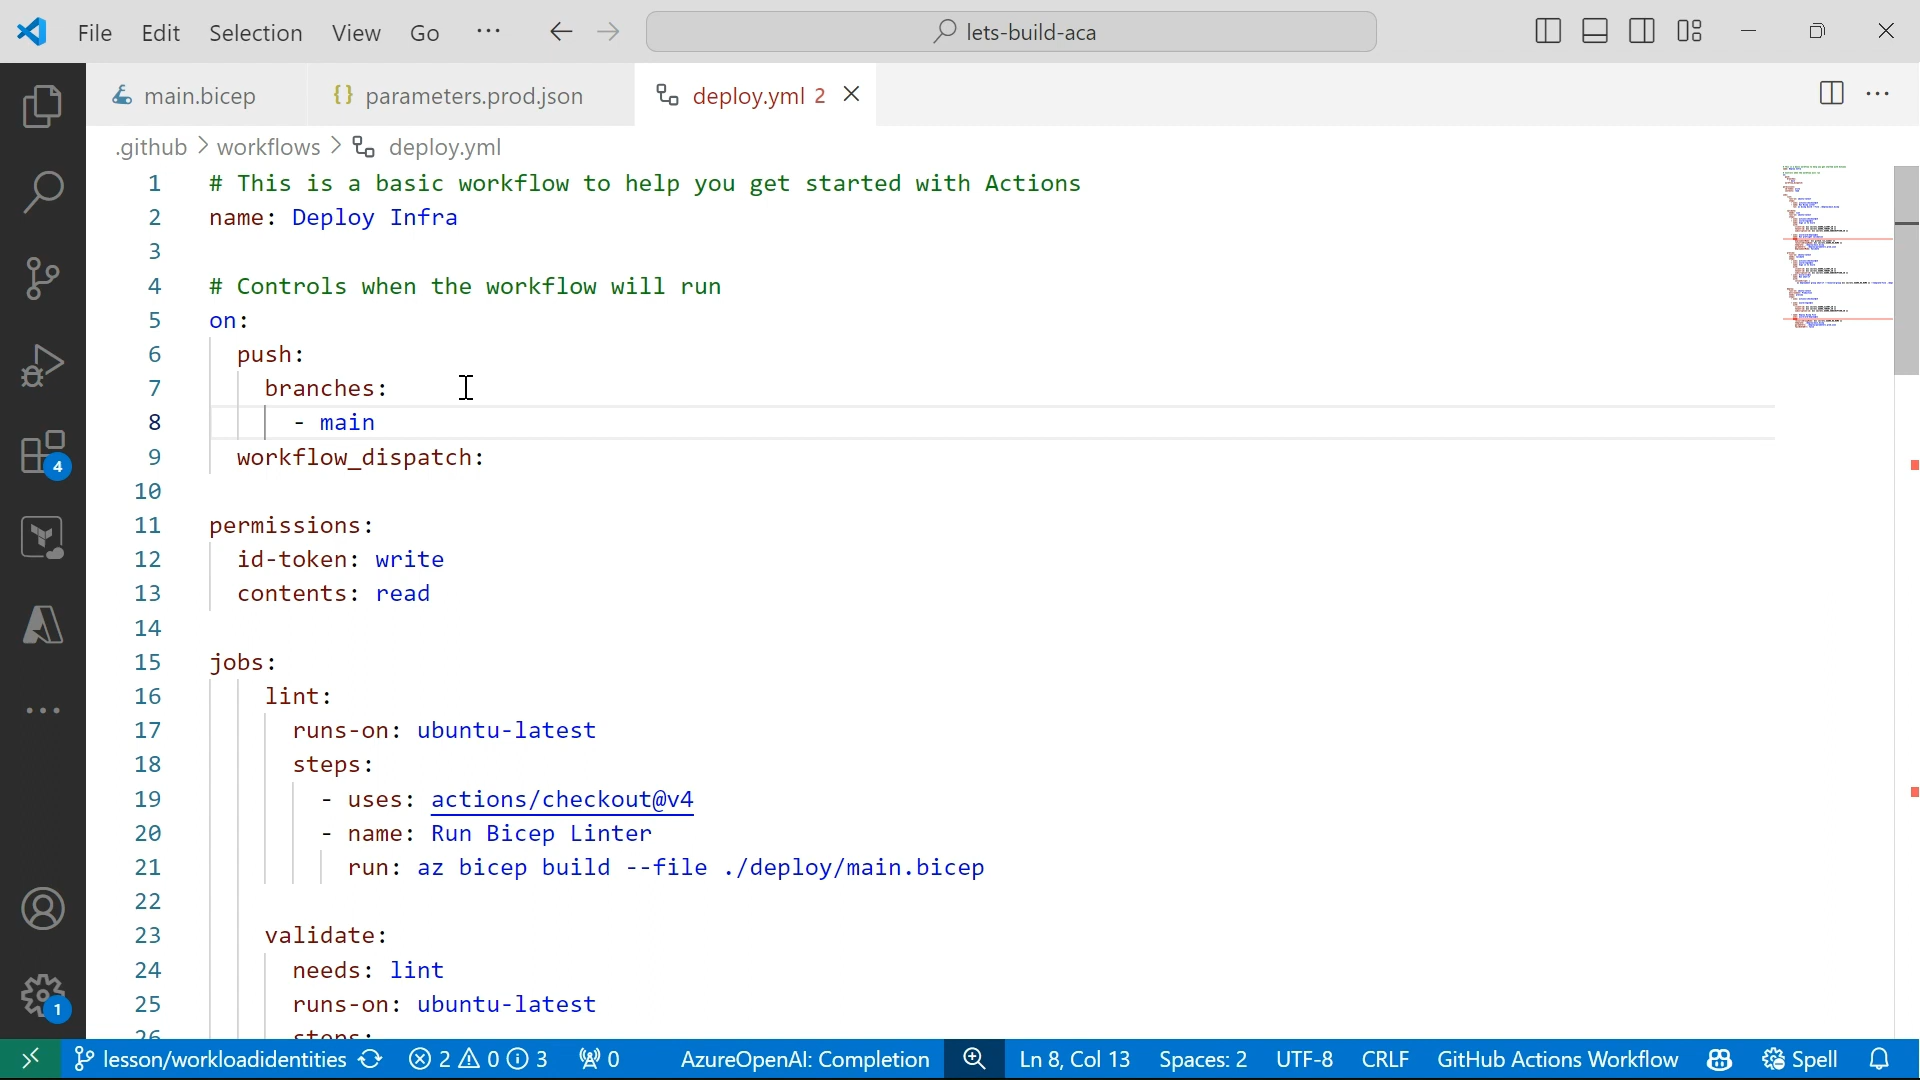 File Edit Selection View Go ··· lets-build-aca
main.bicep {} parameters.prod.json deploy.yml 2
.github > workflows > deploy.yml
1 # This is a basic workflow to help you get started with Actions
2 name: Deploy Infra
3
4 # Controls when the workflow will run
5 on:
6 push:
7 branches:
8 - main
9 workflow_dispatch:
10
11 permissions:
12 id-token: write
13 contents: read
14
15 jobs:
16 lint:
17 runs-on: ubuntu-latest
18 steps:
19 - uses: actions/checkout@v4
20 - name: Run Bicep Linter
21 run: az bicep build --file ./deploy/main.bicep
22
23 validate:
24 needs: lint
25 runs-on: ubuntu-latest
26 steps:
4
1
lesson/workloadidentities 2 0 3 0 AzureOpenAI: Completion Ln 8, Col 13 Spaces: 2 UTF-8 CRLF GitHub Actions Workflow Spell